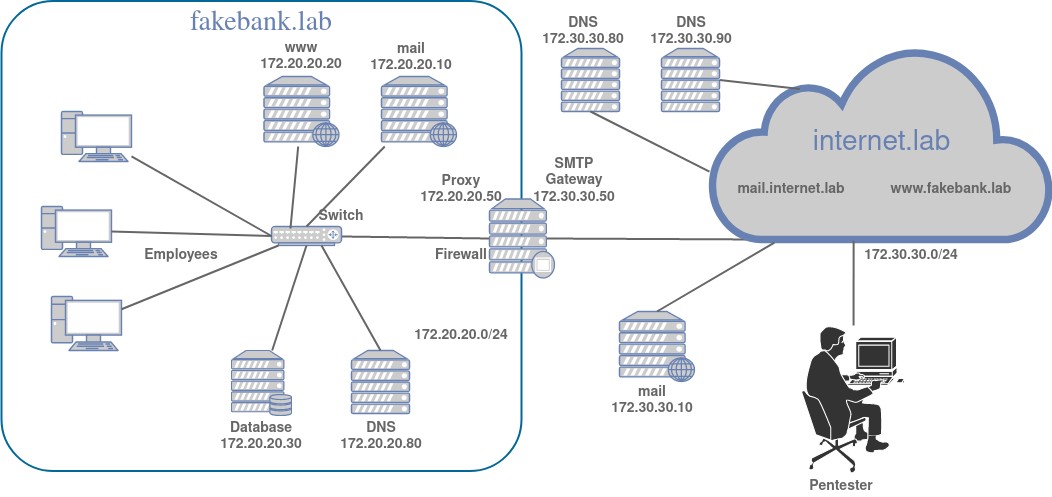 fakebank.lab
www
172.20.20.20
mail
172.20.20.10
Employees
Switch
Proxy
172.20.20.50
SMTP
Gateway
172.30.30.50
Firewall
172.20.20.0/24
Database
172.20.20.30
DNS
172.20.20.80
DNS
172.30.30.80
DNS
172.30.30.90
internet.lab
mail.internet.lab
www.fakebank.lab
172.30.30.0/24
mail
172.30.30.10
Pentester